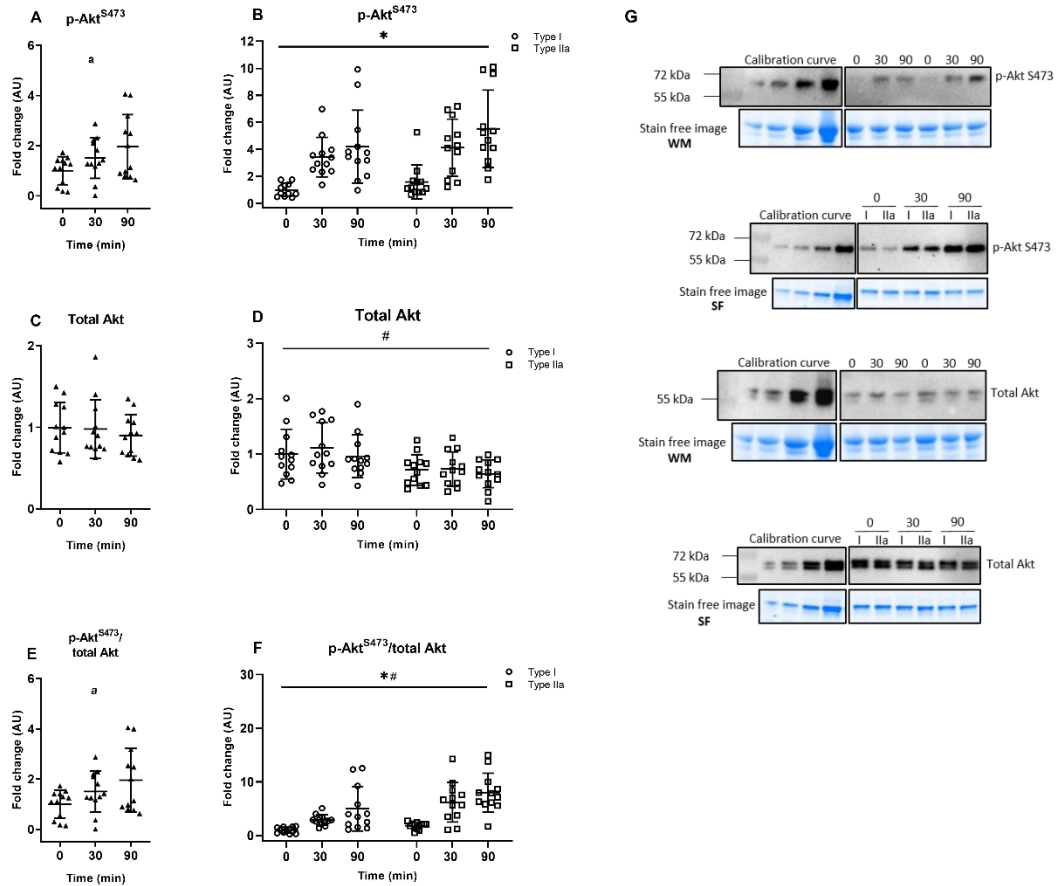 A
p-Akt^S473
6
4
2
0
Fold change (AU)
a
0 30 90
Time (min)
B
p-Akt^S473
12
10
8
6
4
2
0
Fold change (AU)
*
Type I
Type IIa
0 30 90 0 30 90
Time (min)
C
Total Akt
2
1
0
Fold change (AU)
0 30 90
Time (min)
D
Total Akt
3
2
1
0
Fold change (AU)
#
Type I
Type IIa
0 30 90 0 30 90
Time (min)
E
p-Akt^S473/
total Akt
6
4
2
0
Fold change (AU)
a
0 30 90
Time (min)
F
p-Akt^S473/total Akt
30
20
10
0
Fold change (AU)
*#
Type I
Type IIa
0 30 90 0 30 90
Time (min)
G
Calibration curve 0 30 90 0 30 90
72 kDa
p-Akt S473
55 kDa
Stain free image
WM
0 30 90
Calibration curve I IIa I IIa I IIa
72 kDa
p-Akt S473
55 kDa
Stain free image
SF
Calibration curve 0 30 90 0 30 90
55 kDa Total Akt
Stain free image
WM
0 30 90
Calibration curve I IIa I IIa I IIa
72 kDa
Total Akt
55 kDa
Stain free image
SF